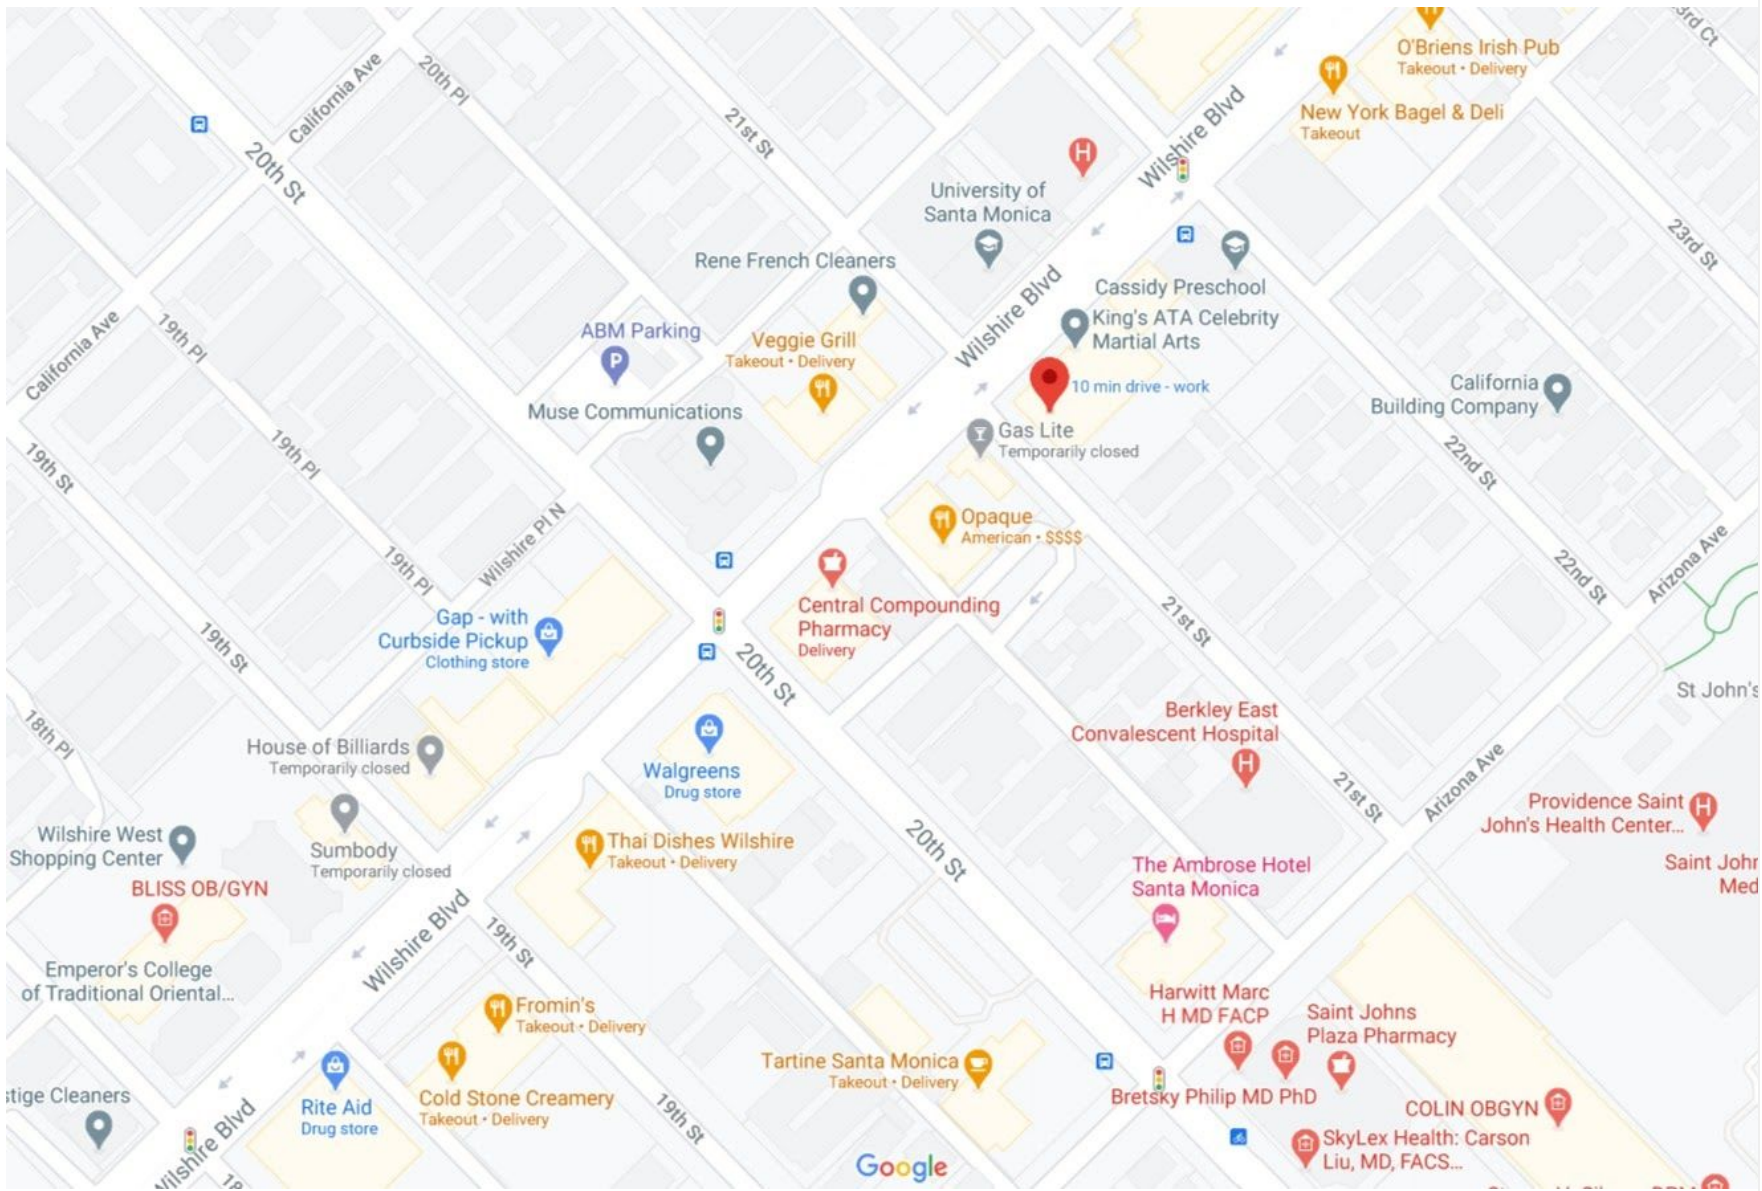 3rd Ct
O'Briens Irish Pub
Takeout • Delivery
California Ave
20th Pl
New York Bagel & Deli
Takeout
21st St
Wilshire Blvd
20th St
University of
Santa Monica
23rd St
Rene French Cleaners
Cassidy Preschool
King's ATA Celebrity
Martial Arts
Wilshire Blvd
ABM Parking
P
Veggie Grill
Takeout • Delivery
California Ave
19th Pl
10 min drive - work
California
Building Company
Muse Communications
Gas Lite
Temporarily closed
19th St
19th Pl
22nd St
Opaque
American • $$$$
Wilshire Pl N
19th Pl
22nd St
Arizona Ave
Central Compounding
Pharmacy
Delivery
Gap - with
Curbside Pickup
Clothing store
19th St
21st St
20th St
St John's
18th Pl
House of Billiards
Temporarily closed
Berkley East
Convalescent Hospital
H
Walgreens
Drug store
21st St
Arizona Ave
Providence Saint
John's Health Center...
H
Wilshire West
Shopping Center
Sumbody
Temporarily closed
Thai Dishes Wilshire
Takeout • Delivery
20th St
The Ambrose Hotel
Santa Monica
Saint Joh
Med
BLISS OB/GYN
Wilshire Blvd
19th St
Emperor's College
of Traditional Oriental...
Fromin's
Takeout • Delivery
Harwitt Marc
H MD FACP
Saint Johns
Plaza Pharmacy
Tartine Santa Monica
Takeout • Delivery
stige Cleaners
Rite Aid
Drug store
Cold Stone Creamery
Takeout • Delivery
19th St
Bretsky Philip MD PhD
COLIN OBGYN
SkyLex Health: Carson
Liu, MD, FACS...
Wilshire Blvd
18
Google
H